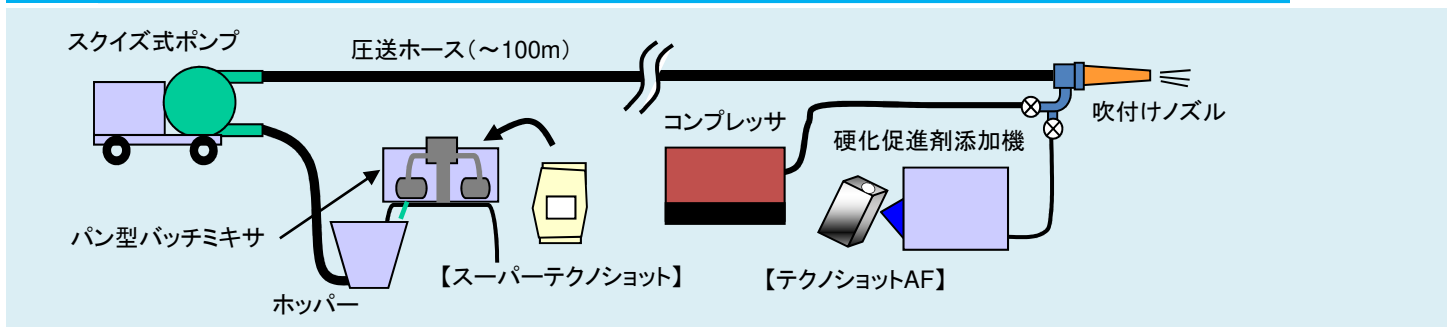 スクイズ式ポンプ
圧送ホース(～100m)
コンプレッサ
硬化促進剤添加機
吹付けノズル
パン型バッチミキサ
ホッパー
【スーパーテクノショット】
【テクノショットAF】